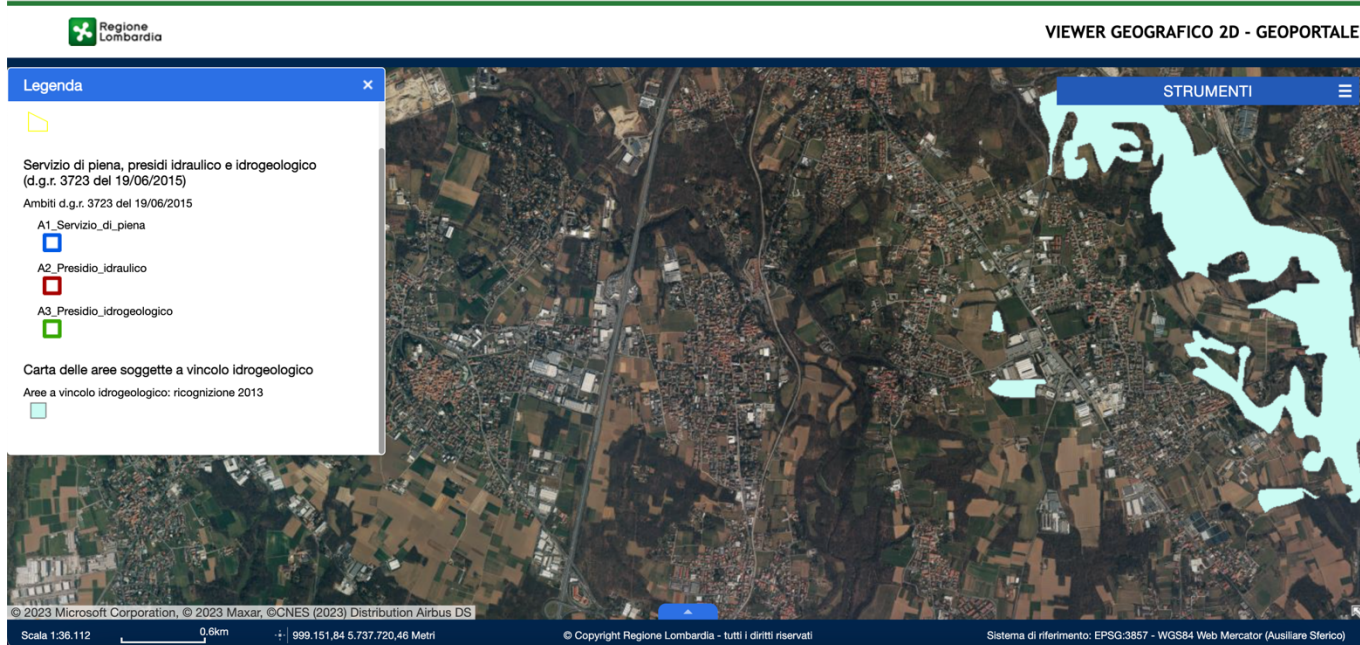 Regione
Lombardia
VIEWER GEOGRAFICO 2D - GEOPORTALE
Legenda
×
STRUMENTI
Servizio di piena, presidi idraulico e idrogeologico
(d.g.r. 3723 del 19/06/2015)
Ambiti d.g.r. 3723 del 19/06/2015
A1_Servizio_di_piena
A2_Presidio_idraulico
A3_Presidio_idrogeologico
Carta delle aree soggette a vincolo idrogeologico
Aree a vincolo idrogeologico: ricognizione 2013
© 2023 Microsoft Corporation, © 2023 Maxar, ©CNES (2023) Distribution Airbus DS
Scala 1:36.112
0.6km
999.151,84 5.737.720,46 Metri
© Copyright Regione Lombardia - tutti i diritti riservati
Sistema di riferimento: EPSG:3857 - WGS84 Web Mercator (Ausiliare Sferico)